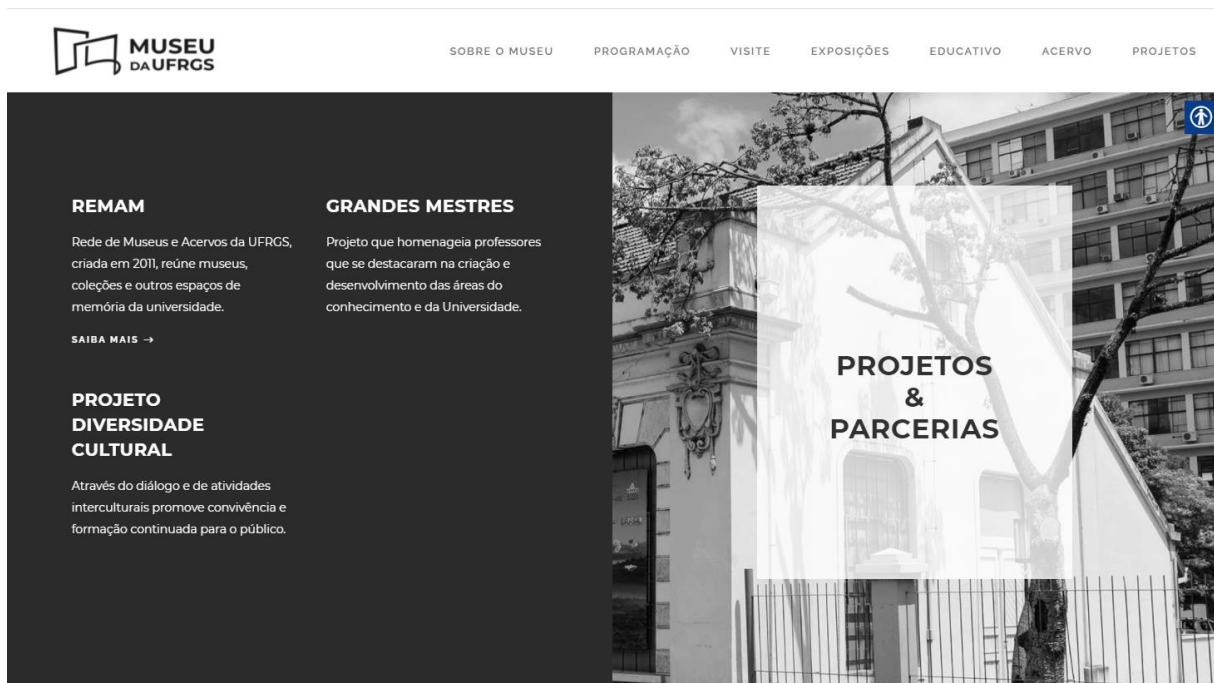 MUSEU
DA UFRGS
SOBRE O MUSEU
PROGRAMAÇÃO
VISITE
EXPOSIÇÕES
EDUCATIVO
ACERVO
PROJETOS
REMAM
Rede de Museus e Acervos da UFRGS,
criada em 2011, reúne museus,
coleções e outros espaços de
memória da universidade.
SAIBA MAIS →
GRANDES MESTRES
Projeto que homenageia professores
que se destacaram na criação e
desenvolvimento das áreas do
conhecimento e da Universidade.
PROJETO
DIVERSIDADE
CULTURAL
Através do diálogo e de atividades
interculturais promove convivência e
formação continuada para o público.
PROJETOS
&
PARCERIAS